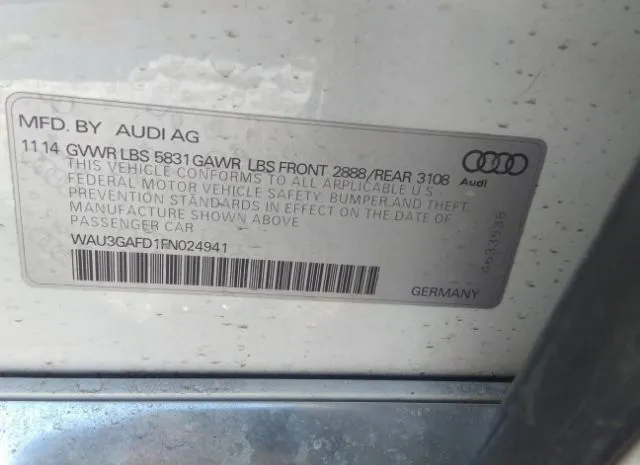 MFD. BY AUDI AG
11 14 GVWR LBS 5831 GAWR LBS FRONT 2888/REAR 3108
Audi
THIS VEHICLE CONFORMS TO ALL APPLICABLE U.S.
FEDERAL MOTOR VEHICLE SAFETY, BUMPER AND THEFT
PREVENTION STANDARDS IN EFFECT ON THE DATE OF
MANUFACTURE SHOWN ABOVE
PASSENGER CAR
WAU3GAFD1FN024941
GERMANY
4633538